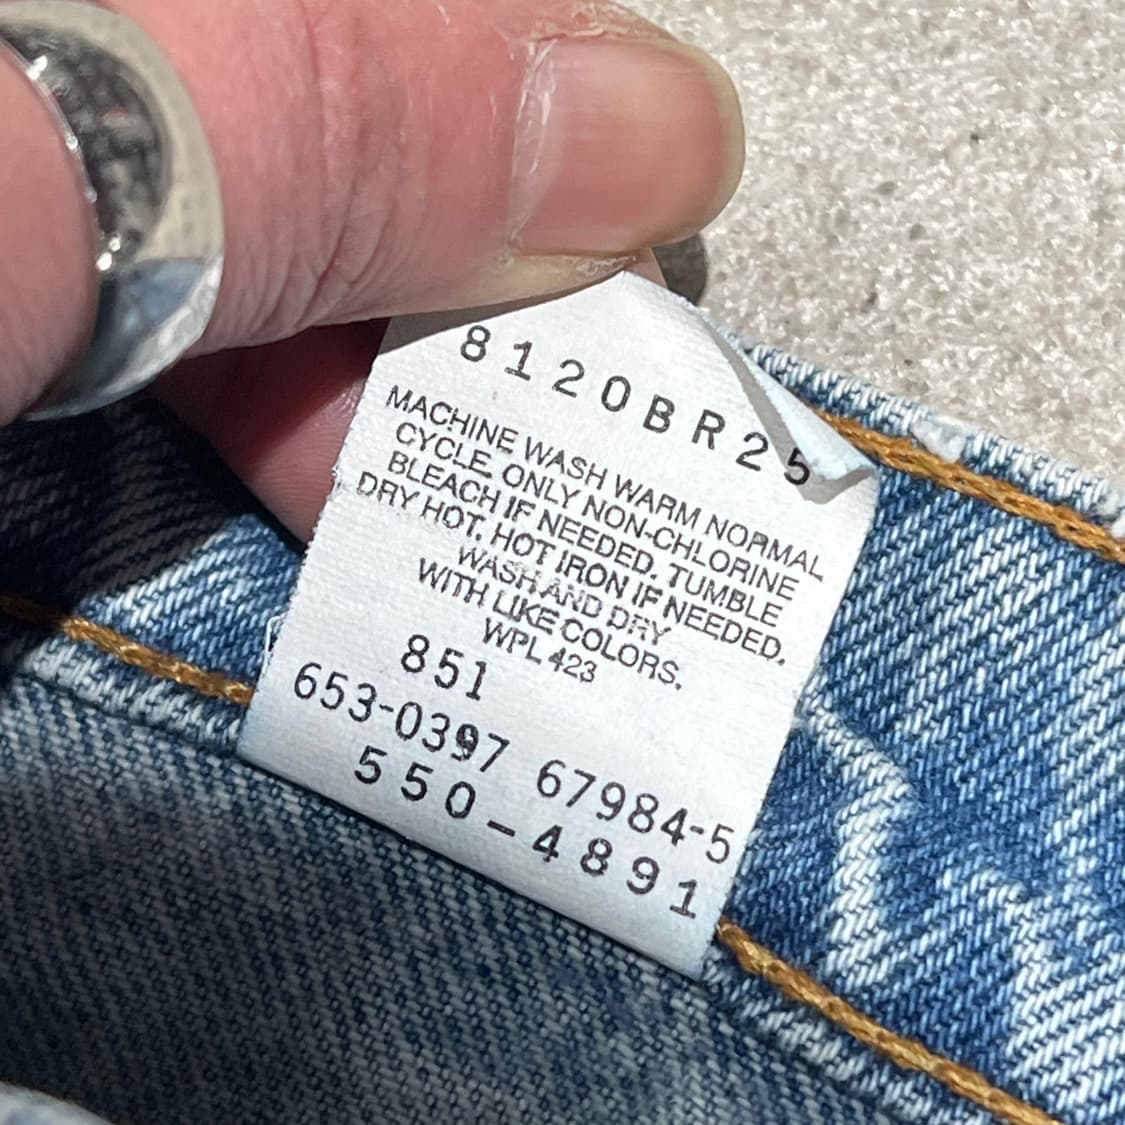 8120BR25
MACHINE WASH WARM NORMAL
CYCLE. ONLY NON-CHLORINE
BLEACH IF NEEDED. TUMBLE
DRY HOT. HOT IRON IF NEEDED.
WASH AND DRY
WITH LIKE COLORS.
WPL 423
851
653-0397 67984-5
550-4891